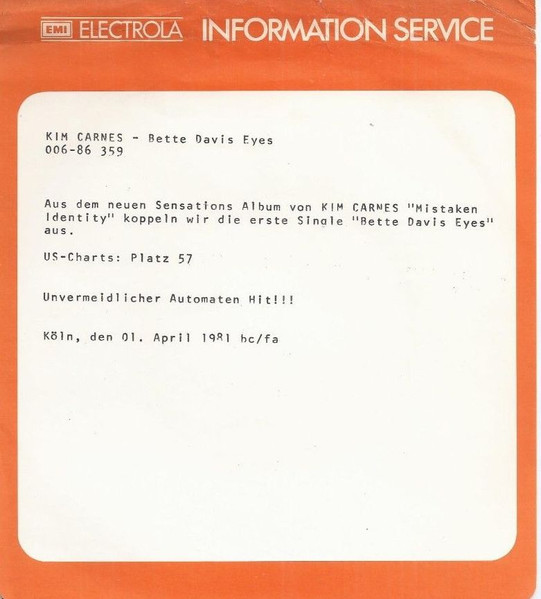 EMI ELECTROLA INFORMATION SERVICE
KIM CARNES - Bette Davis Eyes
006-86 359
Aus dem neuen Sensations Album von KIM CARNES "Mistaken
Identity" koppeln wir die erste Single "Bette Davis Eyes"
aus.
US-Charts: Platz 57
Unvermeidlicher Automaten Hit!!!
Köln, den 01. April 1981 hc/fa